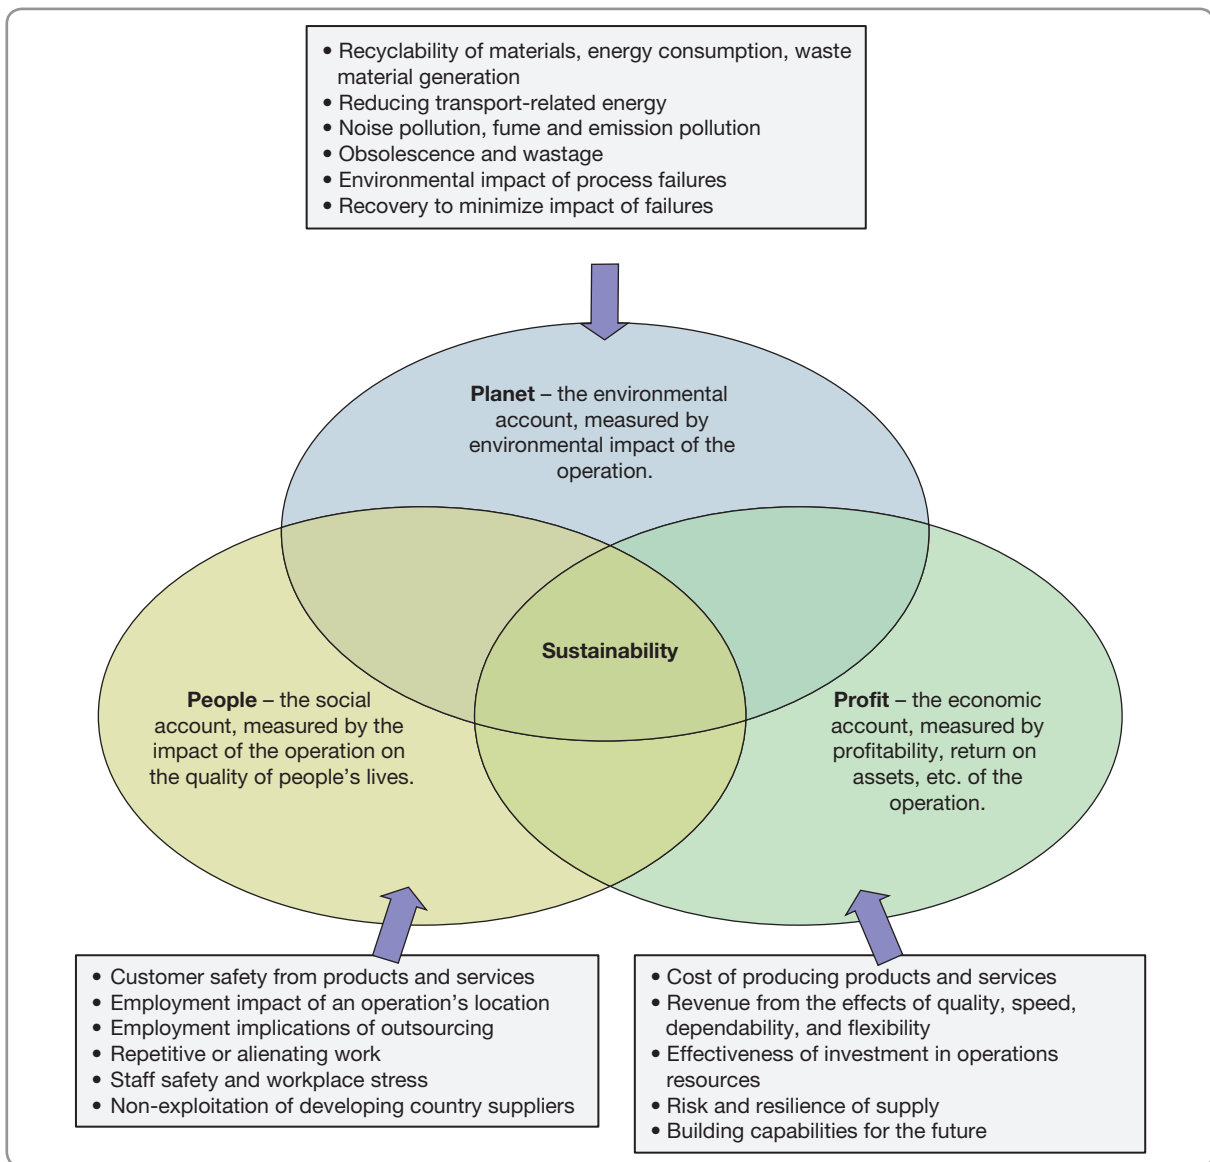 • Recyclability of materials, energy consumption, waste
material generation
• Reducing transport-related energy
• Noise pollution, fume and emission pollution
• Obsolescence and wastage
• Environmental impact of process failures
• Recovery to minimize impact of failures
Planet – the environmental
account, measured by
environmental impact of the
operation.
Sustainability
People – the social
account, measured by the
impact of the operation on
the quality of people’s lives.
Profit – the economic
account, measured by
profitability, return on
assets, etc. of the
operation.
• Customer safety from products and services
• Employment impact of an operation’s location
• Employment implications of outsourcing
• Repetitive or alienating work
• Staff safety and workplace stress
• Non-exploitation of developing country suppliers
• Cost of producing products and services
• Revenue from the effects of quality, speed,
dependability, and flexibility
• Effectiveness of investment in operations
resources
• Risk and resilience of supply
• Building capabilities for the future